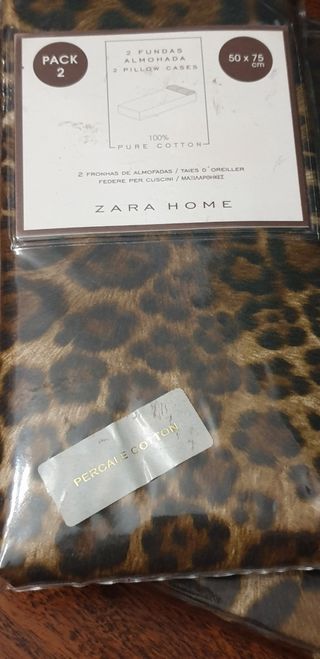 PACK
2
2 FUNDAS
ALMOHADA
2 PILLOW CASES
50 x 75
cm
100%
PURE COTTON
2 FRONHAS DE ALMOFADAS / TAIES D'OREILLER
FEDERE PER CUSCINI / ΜΑΞΙΛΑΡΟΘΗΚΕΣ
ZARA HOME
PERCALE COTTON